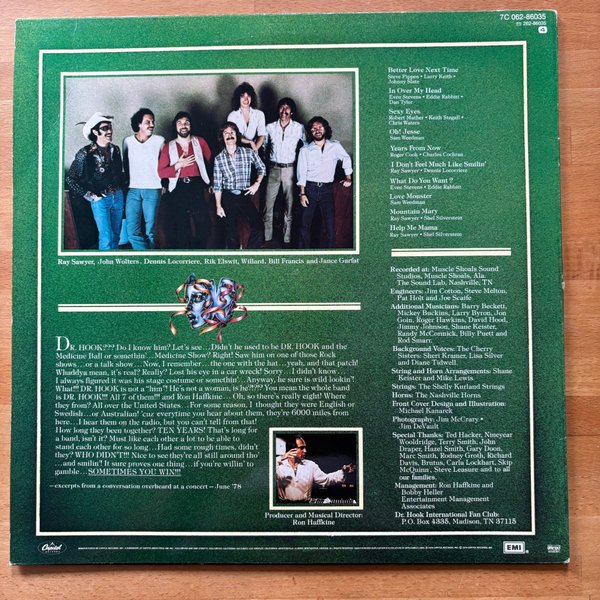 7C 062-86035
262-86035
4
Better Love Next Time
Steve Pippen • Larry Keith •
Johnny Slate
In Over My Head
Even Stevens • Eddie Rabbitt •
Dan Tyler
Sexy Eyes
Robert Mather • Keith Stegall •
Chris Waters
Oh! Jesse
Sam Weedman
Years From Now
Roger Cook • Charles Cochran
I Don't Feel Much Like Smilin'
Ray Sawyer • Dennis Locorriere
What Do You Want?
Even Stevens • Eddie Rabbitt
Love Monster
Sam Weedman
Mountain Mary
Ray Sawyer • Shel Silverstein
Help Me Mama
Ray Sawyer • Shel Silverstein
Ray Sawyer, John Wolters, Dennis Locorriere, Rik Elswit, Willard, Bill Francis and Jance Garfat
DR. HOOK??? Do I know him? Let's see...Didn't he used to be DR. HOOK and the
Medicine Ball or somethin'...Medicine Show? Right! Saw him on one of those Rock
shows...or a talk show...Now, I remember...the one with the hat...yeah, and that patch!
Whaddya mean, it's real? Really? Lost his eye in a car wreck? Sorry...I didn't know...
I always figured it was his stage costume or somethin'...Anyway, he sure is wild lookin'!
What!!! DR. HOOK is not a "him"! He's not a woman, is he?!??? You mean the whole band
is DR. HOOK!!! All 7 of them!!! and Ron Haffkine...Oh, so there's really eight! Where
they from? All over the United States...For some reason, I thought they were English or
Swedish...or Australian' cuz everytime you hear about them, they're 6000 miles from
here...I hear them on the radio, but you can't tell from that!
How long they been together? TEN YEARS! That's long for
a band, isn't it? Must like each other a lot to be able to
stand each other for so long...Had some rough times, didn't
they? WHO DIDN'T!! Nice to see they're all still around tho'
...and smilin'! It sure proves one thing...if you're willin' to
gamble...SOMETIMES YOU WIN!!!
—excerpts from a conversation overheard at a concert—June '78
Producer and Musical Director:
Ron Haffkine
Recorded at: Muscle Shoals Sound
Studios, Muscle Shoals, Ala.
The Sound Lab, Nashville, TN
Engineers: Jim Cotton, Steve Melton,
Pat Holt and Joe Scaife
Additional Musicians: Barry Beckett,
Mickey Buckins, Larry Byrom, Jon
Goin, Roger Hawkins, David Hood,
Jimmy Johnson, Shane Keister, Randy
McCormick, Billy Puett and
Rod Smarr
Background Voices: The Cherry
Sisters: Sheri Kramer, Lisa Silver
and Diane Tidwell
String and Horn Arrangements: Shane
Keister and Mike Lewis
Strings: The Shelly Kurland Strings
Horns: The Nashville Horns
Front Cover Design and Illustration:
Michael Kanarek
Photography: Jim McCrary •
Jim DeVault
Special Thanks: Ted Hacker, Nineyear
Wooldridge, Terry Smith, John
Draper, Hazel Smith, Gary Doon,
Marc Smith, Rodney Groth, Richard
Davis, Brutus, Carla Lockhart, Skip
McQuinn, Steve Leasure and to all
our families.
Management: Ron Haffkine and
Bobby Heller
Entertainment Management
Associates
Dr. Hook International Fan Club:
P.O. Box 4335, Madison, TN 37115
Capitol
EMI